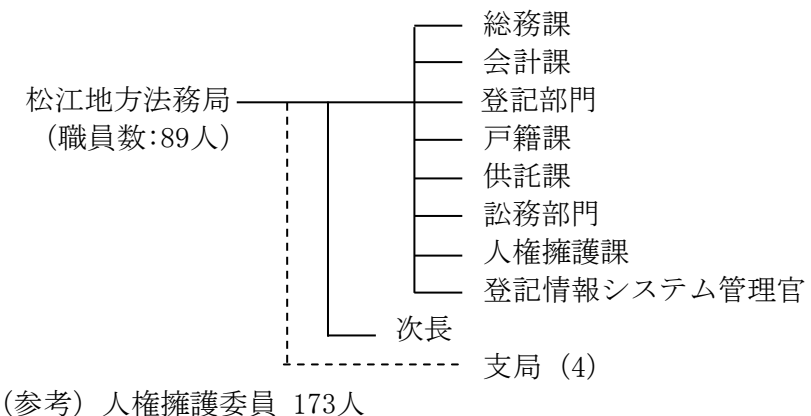 総務課
会計課
松江地方法務局
登記部門
(職員数:89人)
戸籍課
供託課
訟務部門
人権擁護課
登記情報システム管理官
次長
支局 (4)
(参考) 人権擁護委員 173人